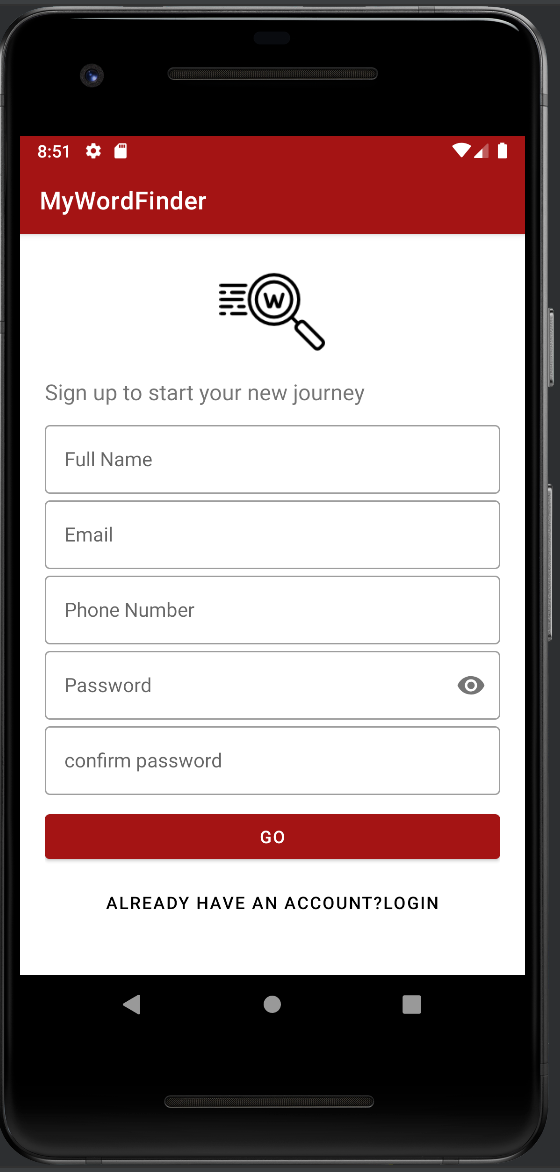 8:51
MyWordFinder
W
Sign up to start your new journey
Full Name
Email
Phone Number
Password
confirm password
GO
ALREADY HAVE AN ACCOUNT?LOGIN